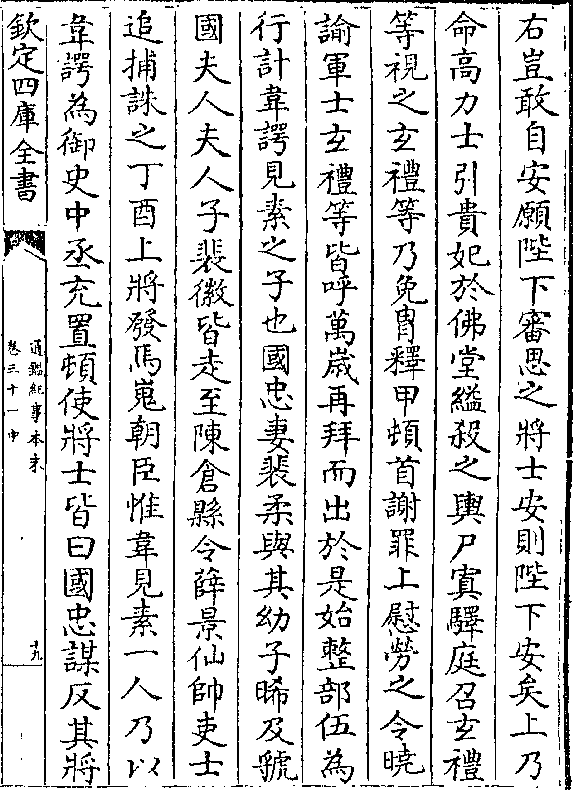 右豈敢自安願陛下審思之將士安則陛下安矣上乃
命高力士引貴妃於佛堂縊殺之輿尸寘驛庭召玄禮
等視之玄禮等乃免胄釋甲頓首謝罪上慰勞之令曉
諭軍士玄禮等皆呼萬歲再拜而出於是始整部伍為
行計韋諤見素之子也國忠妻裴柔與其幼子晞及虢
國夫人夫人子裴徽皆走至陳倉縣令薛景仙帥吏士
追捕誅之丁酉上將發馬嵬朝臣惟韋見素一人乃以
韋諤為御史中丞充置頓使將士皆曰國忠謀反其將
欽定四庫全書
通鑑紀事本末
卷三十一中
十九